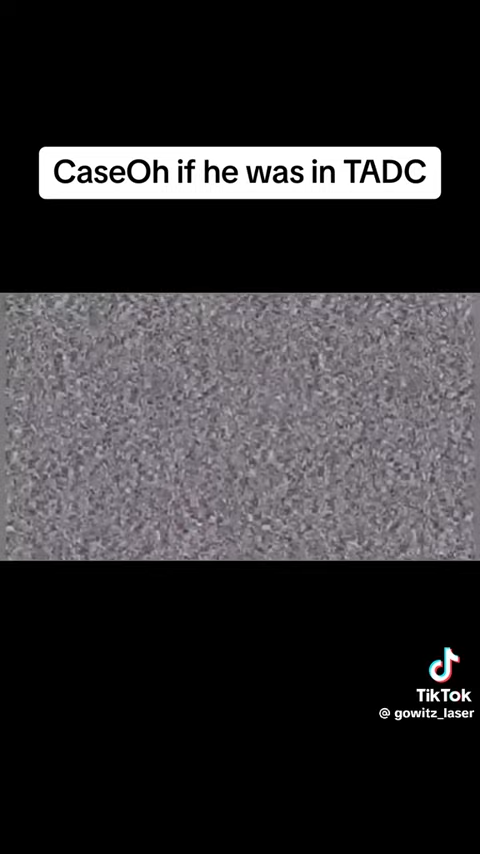 CaseOh if he was in TADC
TikTok
@ gowitz_laser